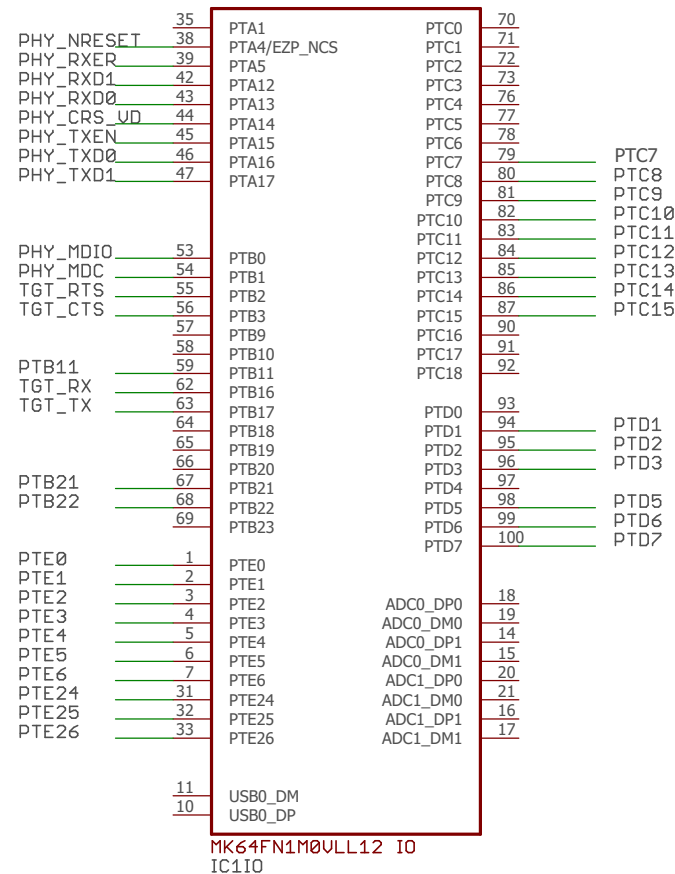 35 PTA1
PHY_NRESET 38 PTA4/EZP_NCS
PHY_RXER 39 PTA5
PHY_RXD1 42 PTA12
PHY_RXD0 43 PTA13
PHY_CRS_VD 44 PTA14
PHY_TXEN 45 PTA15
PHY_TXD0 46 PTA16
PHY_TXD1 47 PTA17
PHY_MDIO 53 PTB0
PHY_MDC 54 PTB1
TGT_RTS 55 PTB2
TGT_CTS 56 PTB3
57 PTB9
58 PTB10
PTB11 59 PTB11
TGT_RX 62 PTB16
TGT_TX 63 PTB17
64 PTB18
65 PTB19
66 PTB20
PTB21 67 PTB21
PTB22 68 PTB22
69 PTB23
PTE0 1 PTE0
PTE1 2 PTE1
PTE2 3 PTE2
PTE3 4 PTE3
PTE4 5 PTE4
PTE5 6 PTE5
PTE6 7 PTE6
PTE24 31 PTE24
PTE25 32 PTE25
PTE26 33 PTE26
11 USB0_DM
10 USB0_DP
PTC0 70
PTC1 71
PTC2 72
PTC3 73
PTC4 76
PTC5 77
PTC6 78
PTC7 79 PTC7
PTC8 80 PTC8
PTC9 81 PTC9
PTC10 82 PTC10
PTC11 83 PTC11
PTC12 84 PTC12
PTC13 85 PTC13
PTC14 86 PTC14
PTC15 87 PTC15
PTC16 90
PTC17 91
PTC18 92
PTD0 93
PTD1 94 PTD1
PTD2 95 PTD2
PTD3 96 PTD3
PTD4 97
PTD5 98 PTD5
PTD6 99 PTD6
PTD7 100 PTD7
ADC0_DP0 18
ADC0_DM0 19
ADC0_DP1 14
ADC0_DM1 15
ADC1_DP0 20
ADC1_DM0 21
ADC1_DP1 16
ADC1_DM1 17
MK64FN1M0VLL12 IO
IC1IO